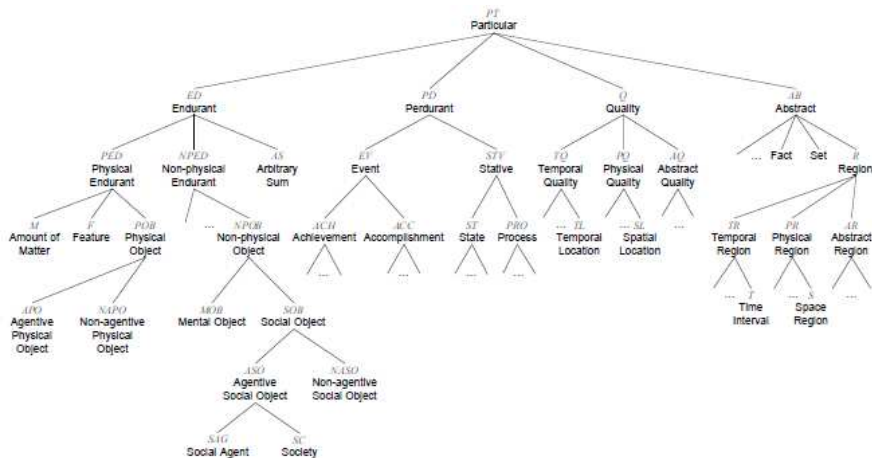 PT
Particular
ED
Endurant
PD
Perdurant
Q
Quality
AB
Abstract
PED
Physical
Endurant
NPED
Non-physical
Endurant
AS
Arbitrary
Sum
EV
Event
STV
Stative
TQ
Temporal
Quality
PQ
Physical
Quality
AQ
Abstract
Quality
...
Fact
Set
R
Region
M
Amount of
Matter
F
Feature
POB
Physical
Object
...
NPOB
Non-physical
Object
ACH
Achievement
...
ACC
Accomplishment
...
ST
State
...
PRO
Process
...
... TL
Temporal
Location
... SL
Spatial
Location
...
TR
Temporal
Region
PR
Physical
Region
AR
Abstract
Region
... T
Time
Interval
... S
Space
Region
...
APO
Agentive
Physical
Object
NAPO
Non-agentive
Physical
Object
MOB
Mental Object
SOB
Social Object
ASO
Agentive
Social Object
NASO
Non-agentive
Social Object
SAG
Social Agent
SC
Society